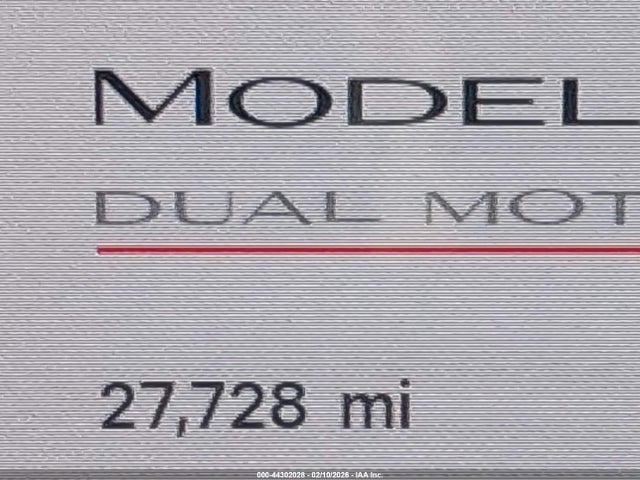 MODEL
DUAL MOT
27,728 mi
000-44302028 - 02/10/2026 - IAA Inc.